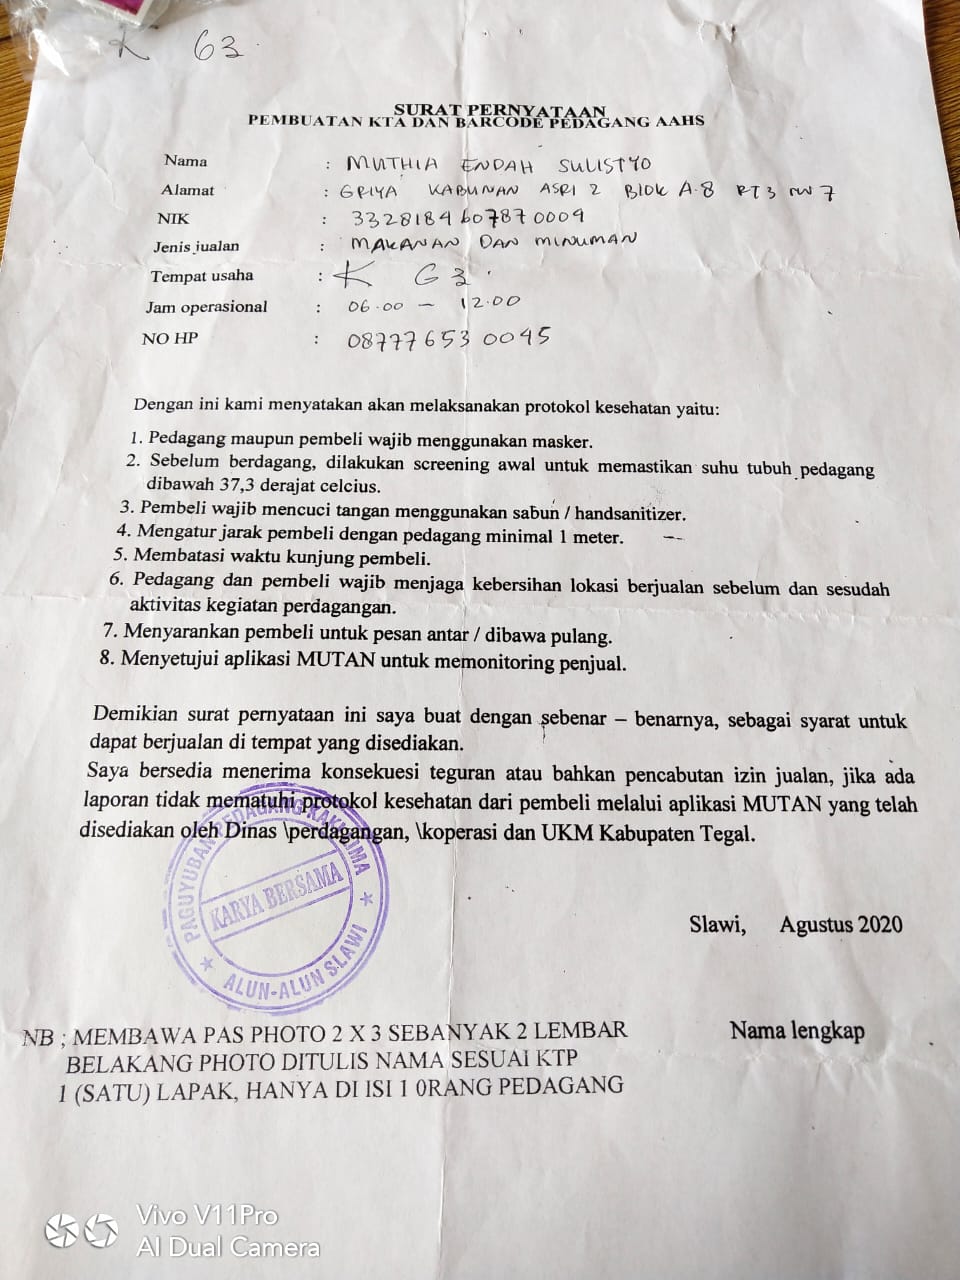 K 63
SURAT PERNYATAAN
PEMBUATAN KTA DAN BARCODE PEDAGANG AAHS
Nama : MUTHIA ENDAH SULISTYO
Alamat : GRIYA KABUNAN ASRI 2 Blok A.8 RT 3 RW 7
NIK : 3328184607870009
Jenis jualan : MAKANAN DAN MINUMAN
Tempat usaha : K 63
Jam operasional : 06.00 - 12.00
NO HP : 087776530045
Dengan ini kami menyatakan akan melaksanakan protokol kesehatan yaitu:
1. Pedagang maupun pembeli wajib menggunakan masker.
2. Sebelum berdagang, dilakukan screening awal untuk memastikan suhu tubuh pedagang
dibawah 37,3 derajat celcius.
3. Pembeli wajib mencuci tangan menggunakan sabun / handsanitizer.
4. Mengatur jarak pembeli dengan pedagang minimal 1 meter.
5. Membatasi waktu kunjung pembeli.
6. Pedagang dan pembeli wajib menjaga kebersihan lokasi berjualan sebelum dan sesudah
aktivitas kegiatan perdagangan.
7. Menyarankan pembeli untuk pesan antar / dibawa pulang.
8. Menyetujui aplikasi MUTAN untuk memonitoring penjual.
Demikian surat pernyataan ini saya buat dengan sebenar – benarnya, sebagai syarat untuk
dapat berjualan di tempat yang disediakan.
Saya bersedia menerima konsekuesi teguran atau bahkan pencabutan izin jualan, jika ada
laporan tidak mematuhi protokol kesehatan dari pembeli melalui aplikasi MUTAN yang telah
disediakan oleh Dinas \perdagangan, \koperasi dan UKM Kabupaten Tegal.
PAGUYUBAN PEDAGANG KAKI LIMA
KARYA BERSAMA
ALUN-ALUN SLAWI
Slawi, Agustus 2020
NB ; MEMBAWA PAS PHOTO 2 X 3 SEBANYAK 2 LEMBAR
BELAKANG PHOTO DITULIS NAMA SESUAI KTP
1 (SATU) LAPAK, HANYA DI ISI 1 0RANG PEDAGANG
Nama lengkap
Vivo V11Pro
AI Dual Camera